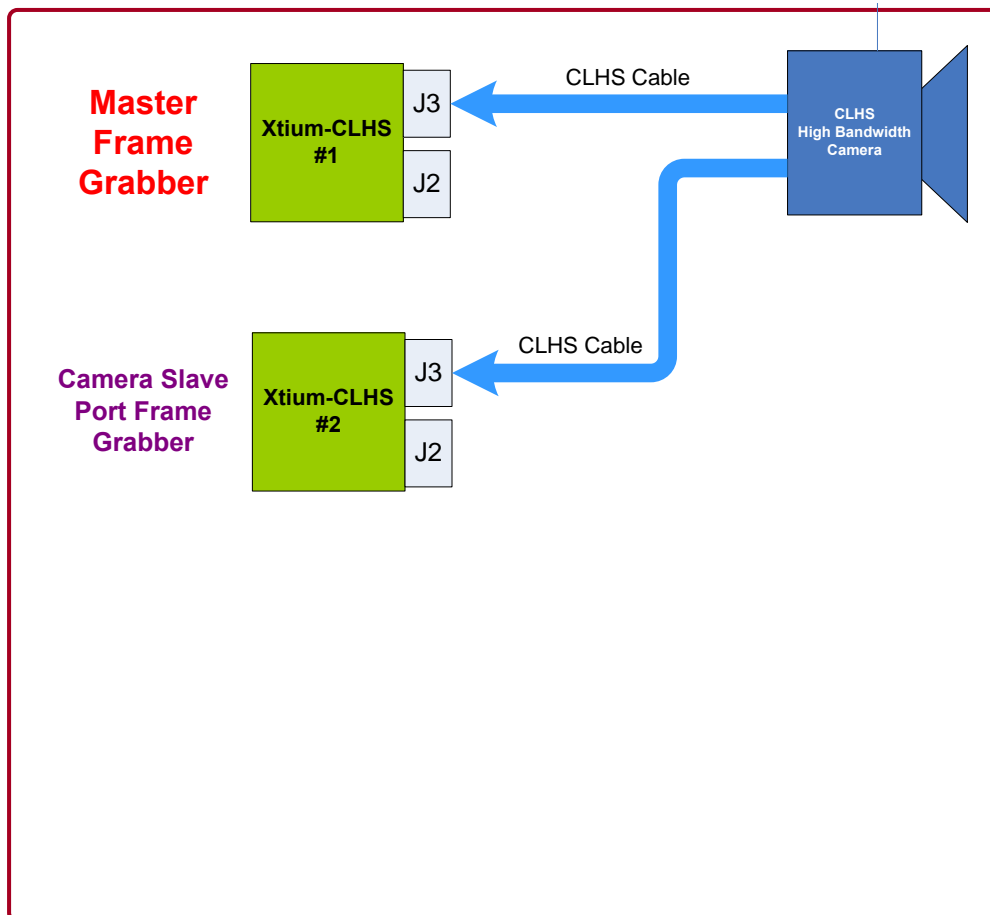 Master
Frame
Grabber
Xtium-CLHS
#1
J3
J2
CLHS Cable
CLHS
High Bandwidth
Camera
Camera Slave
Port Frame
Grabber
Xtium-CLHS
#2
J3
J2
CLHS Cable